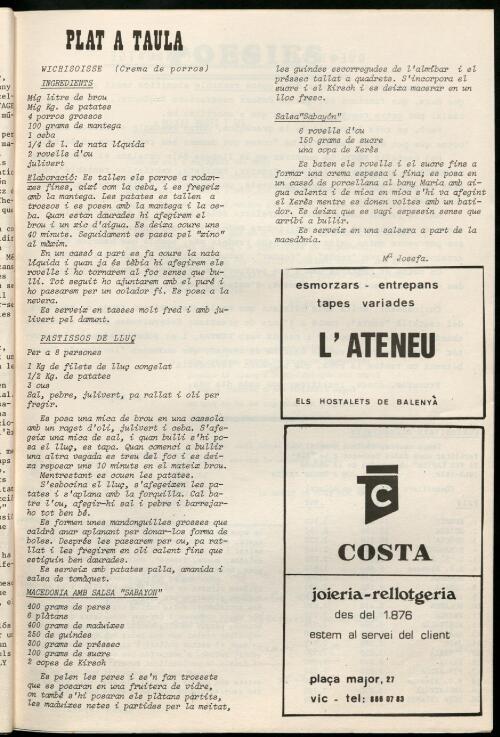 PLAT A TAULA
WICHISOISSE (Crema de porros)
INGREDIENTS
Mig litre de brou
Mig Kg. de patates
4 porros grossos
100 grams de mantega
1 ceba
1/4 de l. de nata líquida
2 rovells d'ou
julivert
Elaboració: Es tallen els porros a rodan-
xes fines, així com la ceba, i es fregeix
amb la mantega. Les patates es tallen a
trossos i es posen amb la mantega i la ce-
ba. Quan estan daurades hi afegirem el
brou i un xic d'aigua. Es deixa coure uns
40 minuts. Seguidament es passa pel "xino"
al màxim.
En un cassó a part es fa coure la nata
líquida i quan ja és tèbia hi afegirem els
rovells i ho tornarem al foc sense que bu-
lli. Tot seguit ho ajuntarem amb el puré i
ho passarem per un colador fi. Es posa a la
nevera.
Es serveix en tasses molt fred i amb ju-
livert pel damunt.
PASTISSOS DE LLUÇ
Per a 8 persones
1 Kg de filets de lluç congelat
1/2 Kg. de patates
3 ous
Sal, pebre, julivert, pa rallat i oli per
fregir.
Es posa una mica de brou en una cassola
amb un raget d'oli, julivert i ceba. S'afe-
geix una mica de sal, i quan bulli s'hi po-
sa el lluç, es tapa. Quan comenci a bullir
una altra vegada es treu del foc i es dei-
xa reposar uns 10 minuts en el mateix brou.
Mentrestant es couen les patates.
S'esbocina el lluç, s'afegeixen les pa-
tates i s'aplana amb la forquilla. Cal ba-
tre l'ou, afegir-hi sal i pebre i barrejar-
ho tot ben bé.
Es formen unes mandonguilles grosses que
caldrà anar aplanant per donar-los forma de
bolss. Després les passarem per ou, pa rat-
llat i les fregirem en oli calent fins que
estiguin ben daurades.
Es serveix amb patates palla, amanida i
salsa de tomàquet.
MACEDONIA AMB SALSA "SABAYON"
400 grams de peres
6 plàtans
400 grams de maduixes
250 de guindes
300 grams de préssec
100 grams de sucre
2 copes de Kirsch
Es pelen les peres i se'n fan trossets
que es posaran en una fruitera de vidre,
on també s'hi posaran els plàtans partits,
les maduixes netes i partides per la meitat,
les guindes escorregudes de l'almíbar i el
préssec tallat a quadrets. S'incorpora el
sucre i el Kirsch i es deixa macerar en un
lloc fresc.
Salsa"Sabayón"
6 rovells d'ou
150 grams de sucre
una copa de Xerès
Es baten els rovells i el sucre fins a
formar una crema espessa i fina; es posa en
un cassó de porcellana al bany Maria amb ai-
gua calenta i de mica en mica s'hi va afegint
el Xerès mentre es donen voltes amb un bati-
dor. Es deixa que es vagi espessin sense que
arribi a bullir.
Es serveix en una salsera a part de la
macedònia.
Mª Josefa.
esmorzars - entrepans
tapes variades
L'ATENEU
ELS HOSTALETS DE BALENYÀ
C
COSTA
joieria-rellotgeria
des del 1.876
estem al servei del client
plaça major, 27
vic - tel: 886 07 83